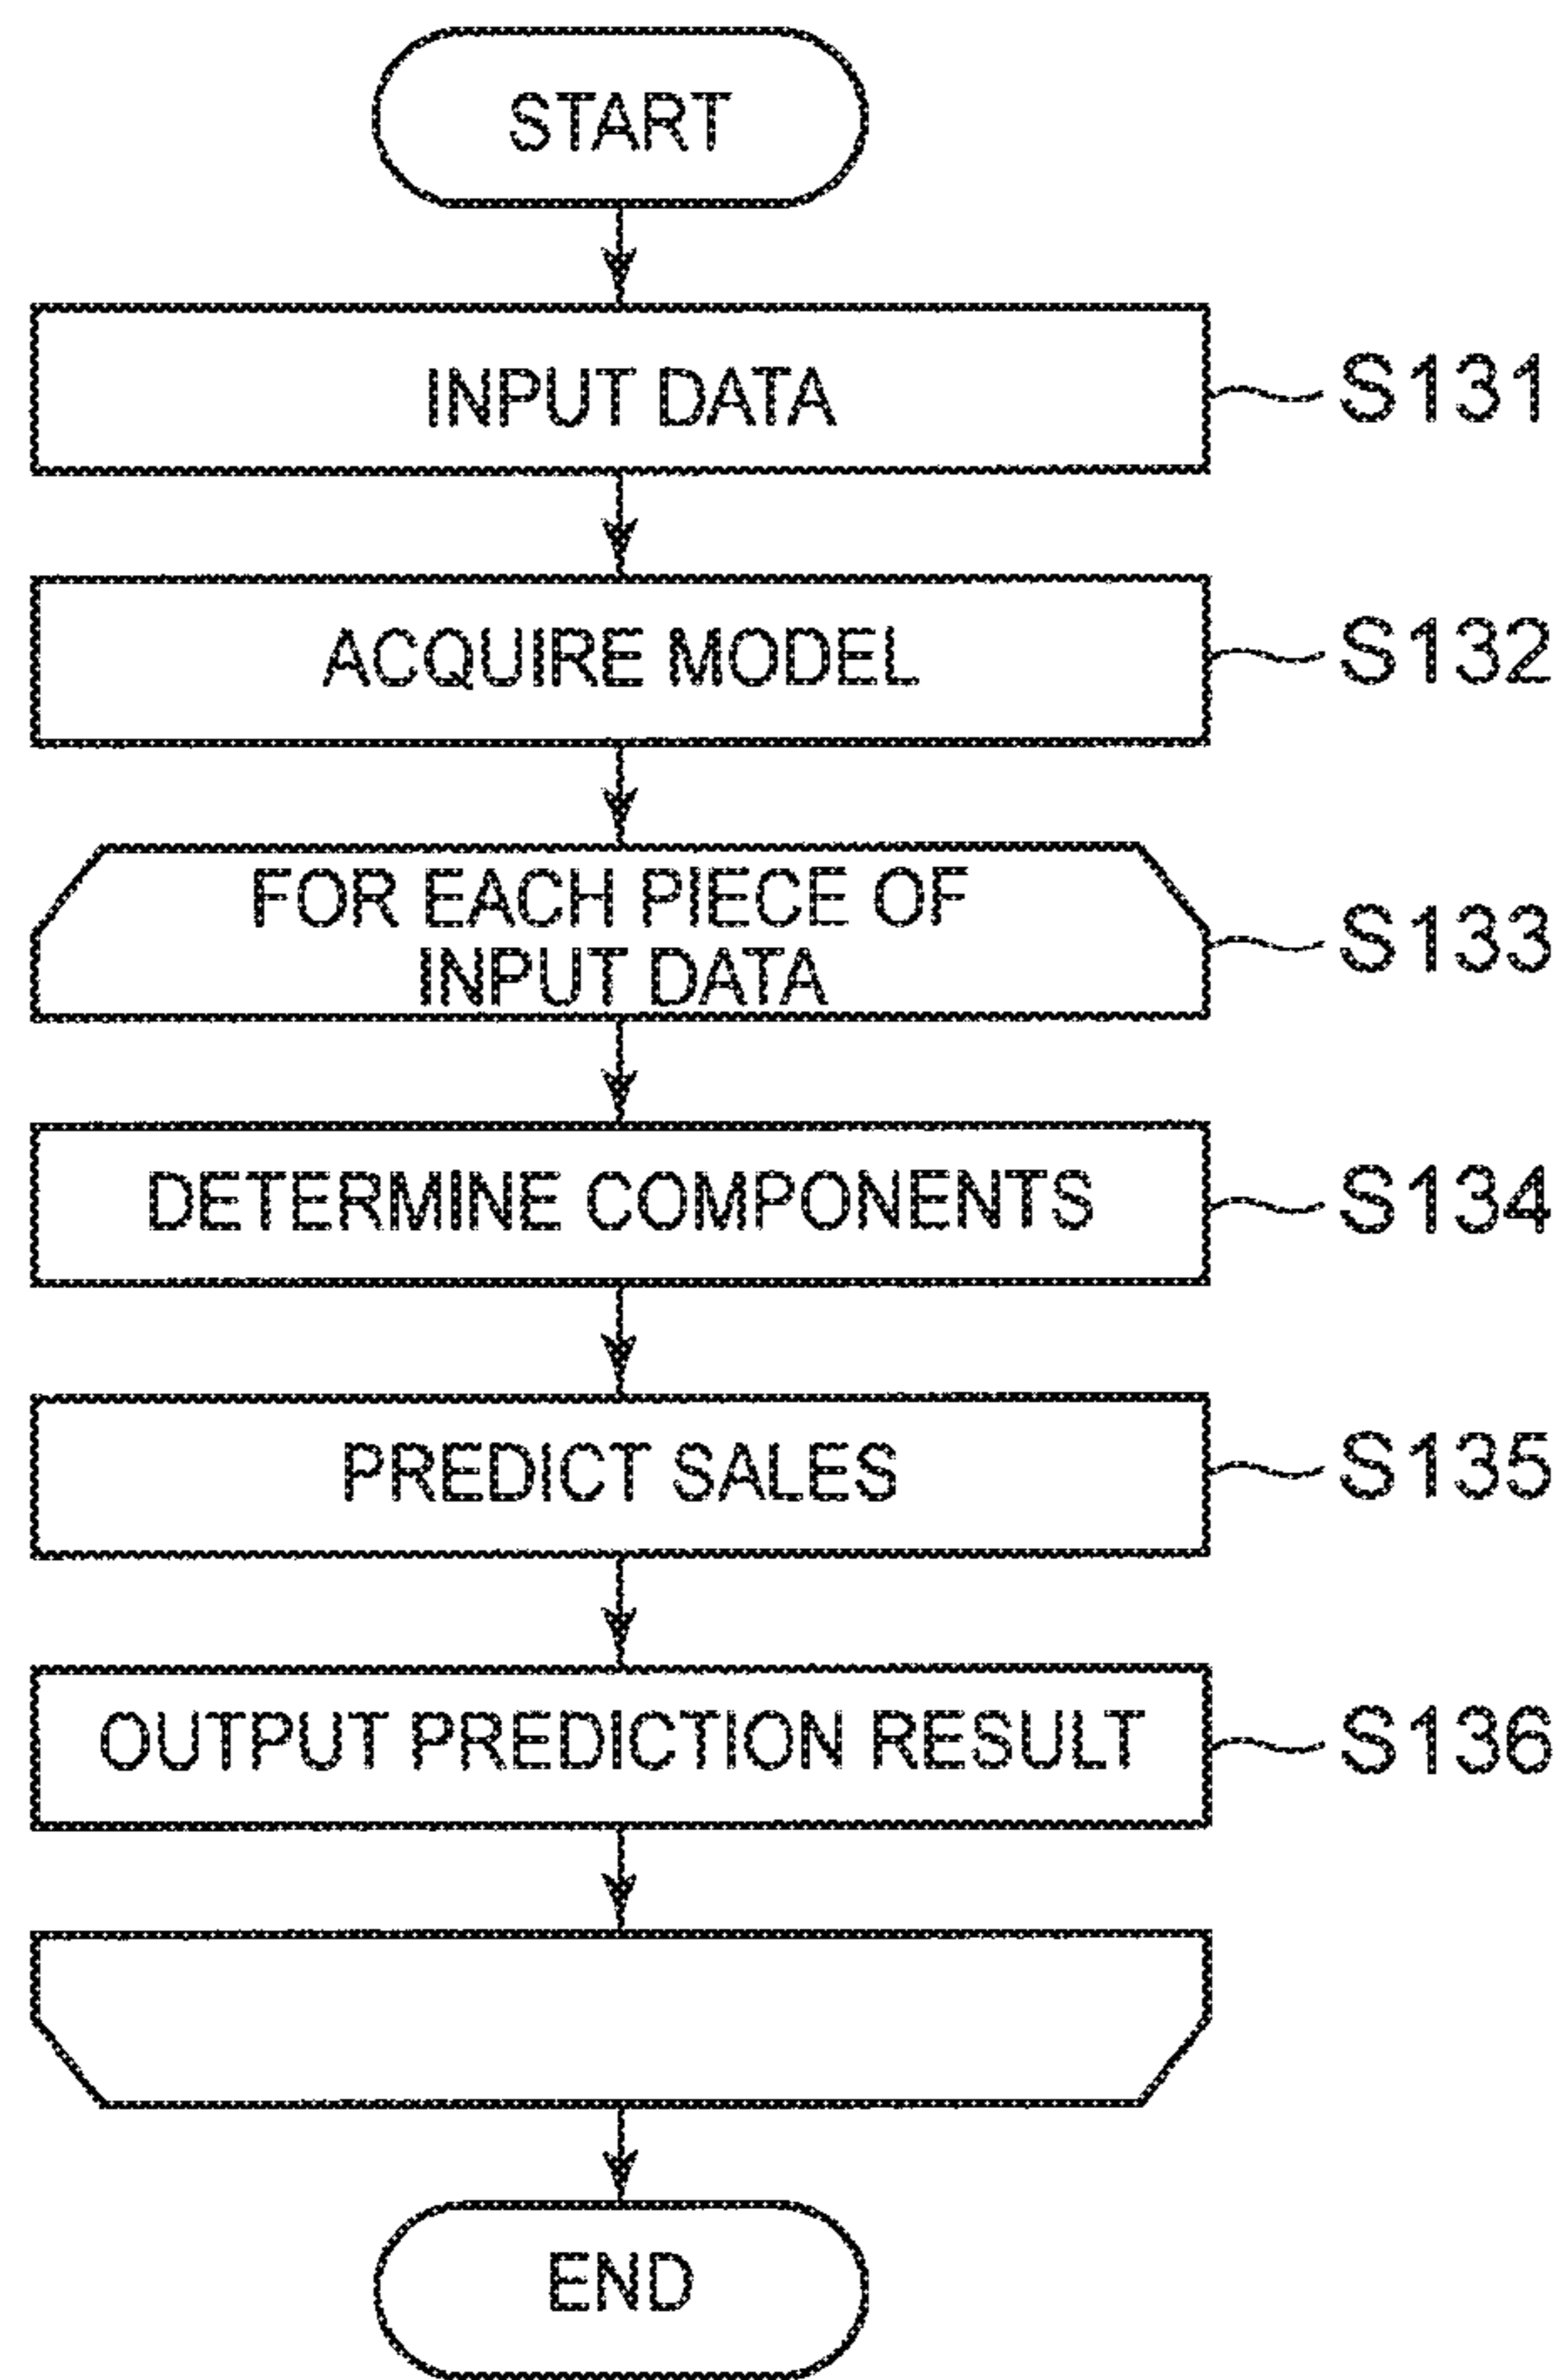 START
INPUT DATA
S131
ACQUIRE MODEL
S132
FOR EACH PIECE OF
INPUT DATA
S133
DETERMINE COMPONENTS
S134
PREDICT SALES
S135
OUTPUT PREDICTION RESULT
S136
END